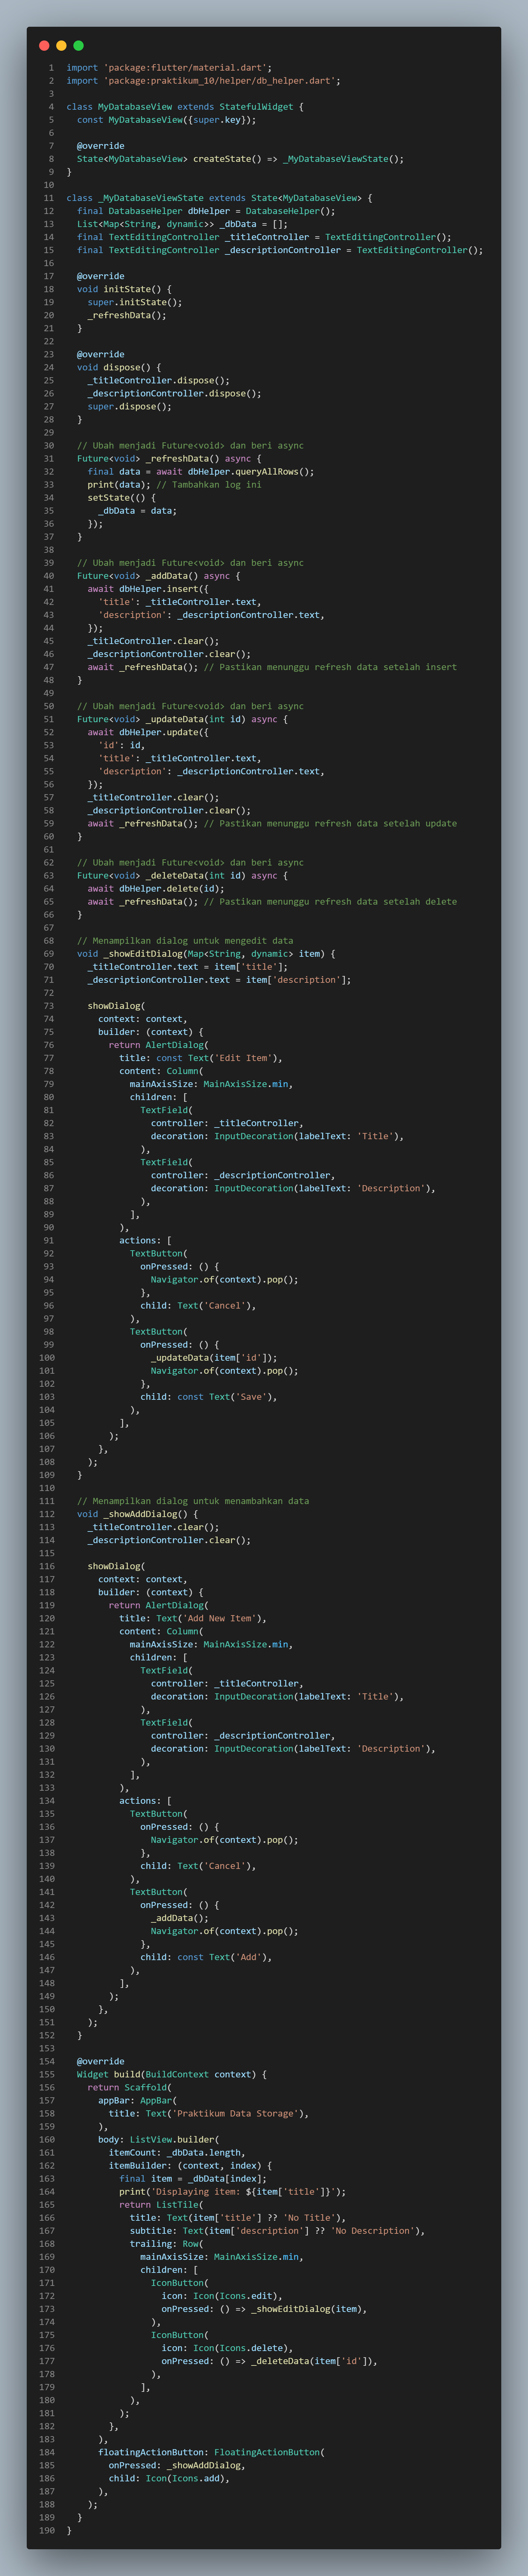 1 import 'package:flutter/material.dart';
2 import 'package:praktikum_10/helper/db_helper.dart';
3
4 class MyDatabaseView extends StatefulWidget {
5   const MyDatabaseView({super.key});
6
7   @override
8   State<MyDatabaseView> createState() => _MyDatabaseViewState();
9 }
10
11 class _MyDatabaseViewState extends State<MyDatabaseView> {
12   final DatabaseHelper dbHelper = DatabaseHelper();
13   List<Map<String, dynamic>> _dbData = [];
14   final TextEditingController _titleController = TextEditingController();
15   final TextEditingController _descriptionController = TextEditingController();
16
17   @override
18   void initState() {
19     super.initState();
20     _refreshData();
21   }
22
23   @override
24   void dispose() {
25     _titleController.dispose();
26     _descriptionController.dispose();
27     super.dispose();
28   }
29
30   // Ubah menjadi Future<void> dan beri async
31   Future<void> _refreshData() async {
32     final data = await dbHelper.queryAllRows();
33     print(data); // Tambahkan log ini
34     setState(() {
35       _dbData = data;
36     });
37   }
38
39   // Ubah menjadi Future<void> dan beri async
40   Future<void> _addData() async {
41     await dbHelper.insert({
42       'title': _titleController.text,
43       'description': _descriptionController.text,
44     });
45     _titleController.clear();
46     _descriptionController.clear();
47     await _refreshData(); // Pastikan menunggu refresh data setelah insert
48   }
49
50   // Ubah menjadi Future<void> dan beri async
51   Future<void> _updateData(int id) async {
52     await dbHelper.update({
53       'id': id,
54       'title': _titleController.text,
55       'description': _descriptionController.text,
56     });
57     _titleController.clear();
58     _descriptionController.clear();
59     await _refreshData(); // Pastikan menunggu refresh data setelah update
60   }
61
62   // Ubah menjadi Future<void> dan beri async
63   Future<void> _deleteData(int id) async {
64     await dbHelper.delete(id);
65     await _refreshData(); // Pastikan menunggu refresh data setelah delete
66   }
67
68   // Menampilkan dialog untuk mengedit data
69   void _showEditDialog(Map<String, dynamic> item) {
70     _titleController.text = item['title'];
71     _descriptionController.text = item['description'];
72
73     showDialog(
74       context: context,
75       builder: (context) {
76         return AlertDialog(
77           title: const Text('Edit Item'),
78           content: Column(
79             mainAxisSize: MainAxisSize.min,
80             children: [
81               TextField(
82                 controller: _titleController,
83                 decoration: InputDecoration(labelText: 'Title'),
84               ),
85               TextField(
86                 controller: _descriptionController,
87                 decoration: InputDecoration(labelText: 'Description'),
88               ),
89             ],
90           ),
91           actions: [
92             TextButton(
93               onPressed: () {
94                 Navigator.of(context).pop();
95               },
96               child: Text('Cancel'),
97             ),
98             TextButton(
99               onPressed: () {
100                 _updateData(item['id']);
101                 Navigator.of(context).pop();
102               },
103               child: const Text('Save'),
104             ),
105           ],
106         );
107       },
108     );
109   }
110
111   // Menampilkan dialog untuk menambahkan data
112   void _showAddDialog() {
113     _titleController.clear();
114     _descriptionController.clear();
115
116     showDialog(
117       context: context,
118       builder: (context) {
119         return AlertDialog(
120           title: Text('Add New Item'),
121           content: Column(
122             mainAxisSize: MainAxisSize.min,
123             children: [
124               TextField(
125                 controller: _titleController,
126                 decoration: InputDecoration(labelText: 'Title'),
127               ),
128               TextField(
129                 controller: _descriptionController,
130                 decoration: InputDecoration(labelText: 'Description'),
131               ),
132             ],
133           ),
134           actions: [
135             TextButton(
136               onPressed: () {
137                 Navigator.of(context).pop();
138               },
139               child: Text('Cancel'),
140             ),
141             TextButton(
142               onPressed: () {
143                 _addData();
144                 Navigator.of(context).pop();
145               },
146               child: const Text('Add'),
147             ),
148           ],
149         );
150       },
151     );
152   }
153
154   @override
155   Widget build(BuildContext context) {
156     return Scaffold(
157       appBar: AppBar(
158         title: Text('Praktikum Data Storage'),
159       ),
160       body: ListView.builder(
161         itemCount: _dbData.length,
162         itemBuilder: (context, index) {
163           final item = _dbData[index];
164           print('Displaying item: ${item['title']}');
165           return ListTile(
166             title: Text(item['title'] ?? 'No Title'),
167             subtitle: Text(item['description'] ?? 'No Description'),
168             trailing: Row(
169               mainAxisSize: MainAxisSize.min,
170               children: [
171                 IconButton(
172                   icon: Icon(Icons.edit),
173                   onPressed: () => _showEditDialog(item),
174                 ),
175                 IconButton(
176                   icon: Icon(Icons.delete),
177                   onPressed: () => _deleteData(item['id']),
178                 ),
179               ],
180             ),
181           );
182         },
183       ),
184       floatingActionButton: FloatingActionButton(
185         onPressed: _showAddDialog,
186         child: Icon(Icons.add),
187       ),
188     );
189   }
190 }